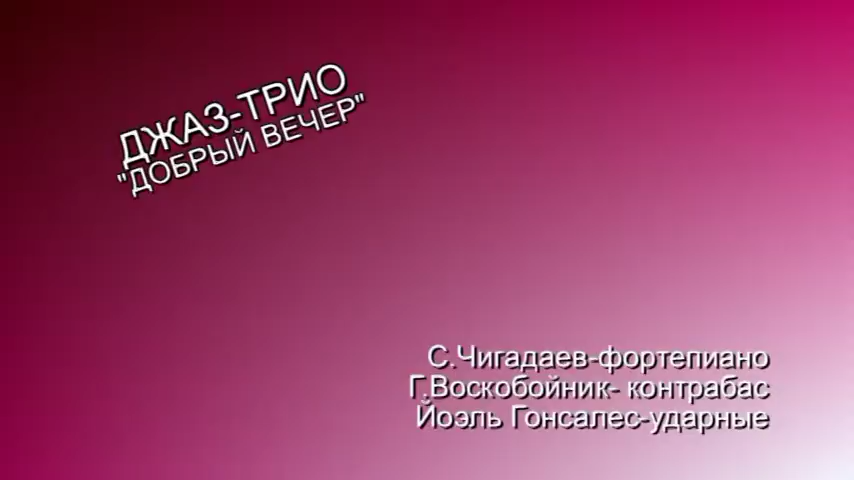 ДЖАЗ-ТРИО
"ДОБРЫЙ ВЕЧЕР"
С.Чигадаев-фортепиано
Г.Воскобойник- контрабас
Йоэль Гонсалес-ударные